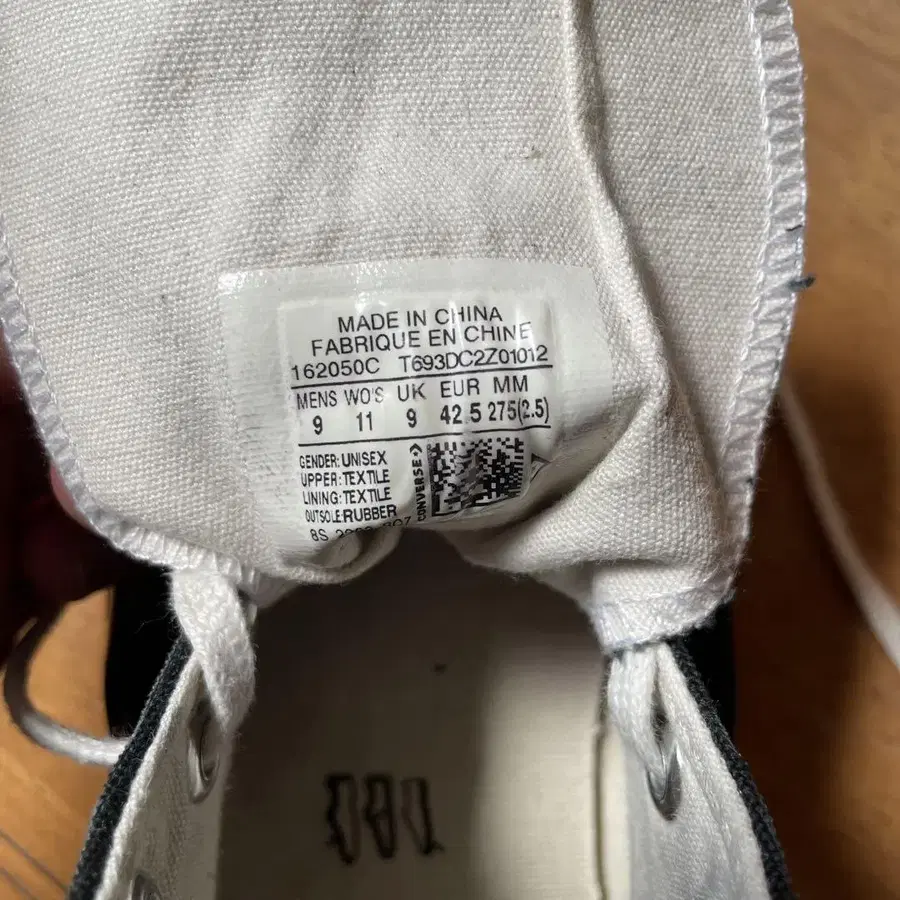 MADE IN CHINA
FABRIQUE EN CHINE
162050C T693DC2Z01012
MENS WO'S UK EUR MM
9 11 9 42 5 275(2.5)
GENDER: UNISEX
UPPER: TEXTILE
LINING: TEXTILE
OUTSOLE: RUBBER
CONVERSE
8S